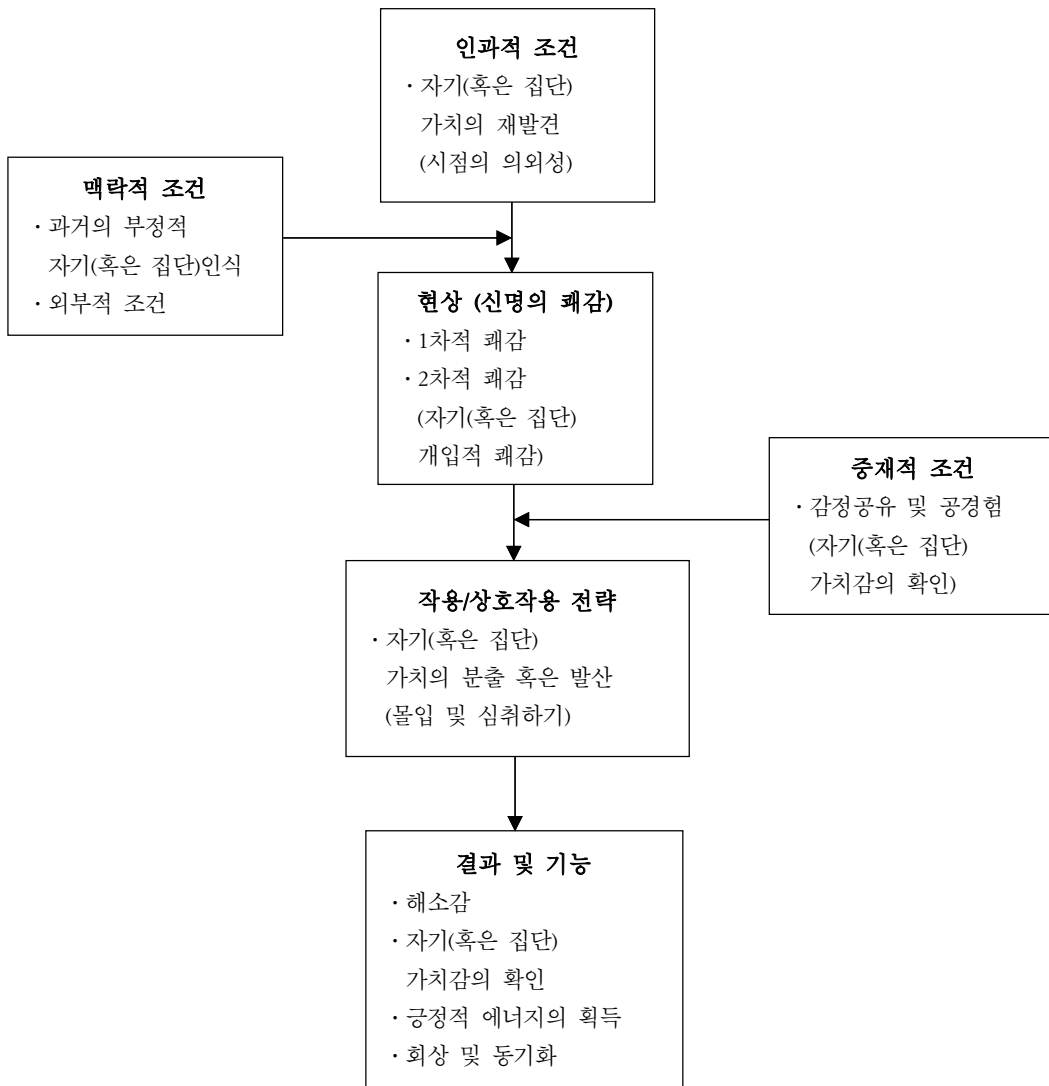 인과적 조건
· 자기(혹은 집단)
가치의 재발견
(시점의 의외성)
맥락적 조건
· 과거의 부정적
자기(혹은 집단)인식
· 외부적 조건
현상 (신명의 쾌감)
· 1차적 쾌감
· 2차적 쾌감
(자기(혹은 집단)
개입적 쾌감)
중재적 조건
· 감정공유 및 공경험
(자기(혹은 집단)
가치감의 확인)
작용/상호작용 전략
· 자기(혹은 집단)
가치의 분출 혹은 발산
(몰입 및 심취하기)
결과 및 기능
· 해소감
· 자기(혹은 집단)
가치감의 확인
· 긍정적 에너지의 획득
· 회상 및 동기화